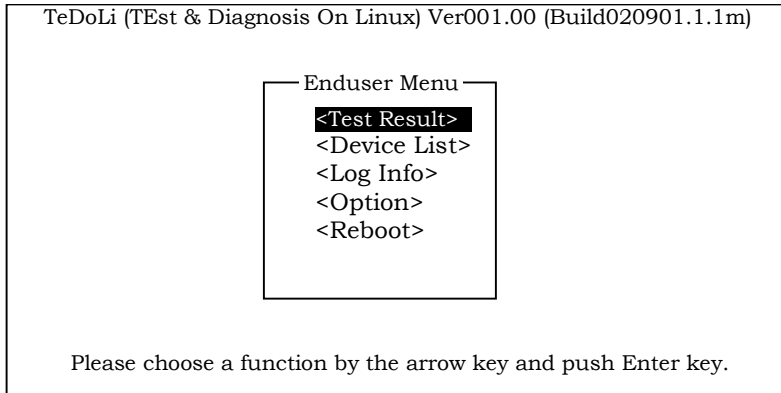 TeDoLi (TEst & Diagnosis On Linux) Ver001.00 (Build020901.1.1m)
Enduser Menu
<Test Result>
<Device List>
<Log Info>
<Option>
<Reboot>
Please choose a function by the arrow key and push Enter key.